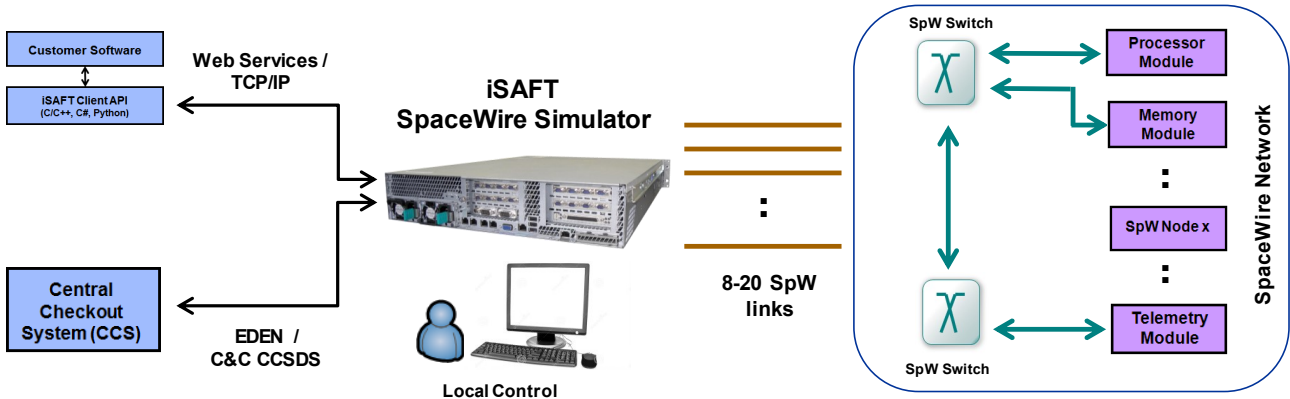 Customer Software
iSAFT Client API
(C/C++, C#, Python)
Web Services /
TCP/IP
Central
Checkout
System (CCS)
EDEN /
C&C CCSDS
iSAFT
SpaceWire Simulator
Local Control
:
8-20 SpW
links
SpW Switch
SpW Switch
Processor
Module
Memory
Module
:
SpW Node x
:
Telemetry
Module
SpaceWire Network